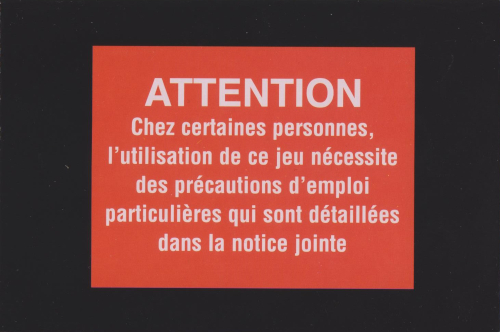 ATTENTION
Chez certaines personnes,
l'utilisation de ce jeu nécessite
des précautions d'emploi
particulières qui sont détaillées
dans la notice jointe